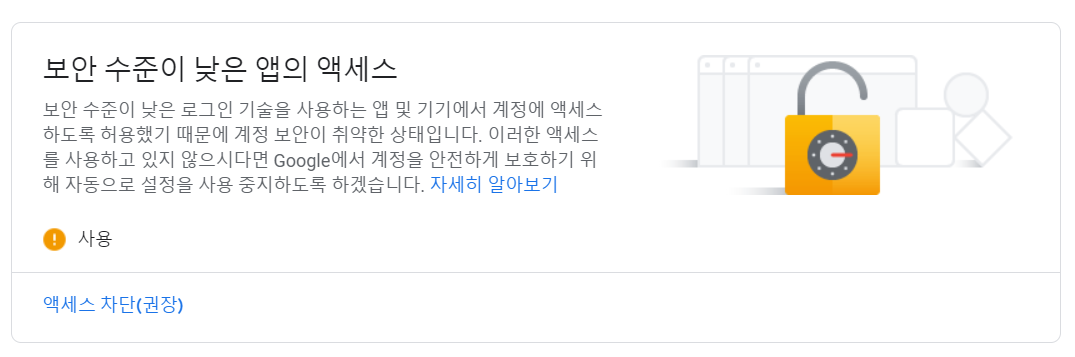 보안 수준이 낮은 앱의 액세스
보안 수준이 낮은 로그인 기술을 사용하는 앱 및 기기에서 계정에 액세스
하도록 허용했기 때문에 계정 보안이 취약한 상태입니다. 이러한 액세스
를 사용하고 있지 않으시다면 Google에서 계정을 안전하게 보호하기 위
해 자동으로 설정을 사용 중지하도록 하겠습니다. 자세히 알아보기
사용
액세스 차단(권장)